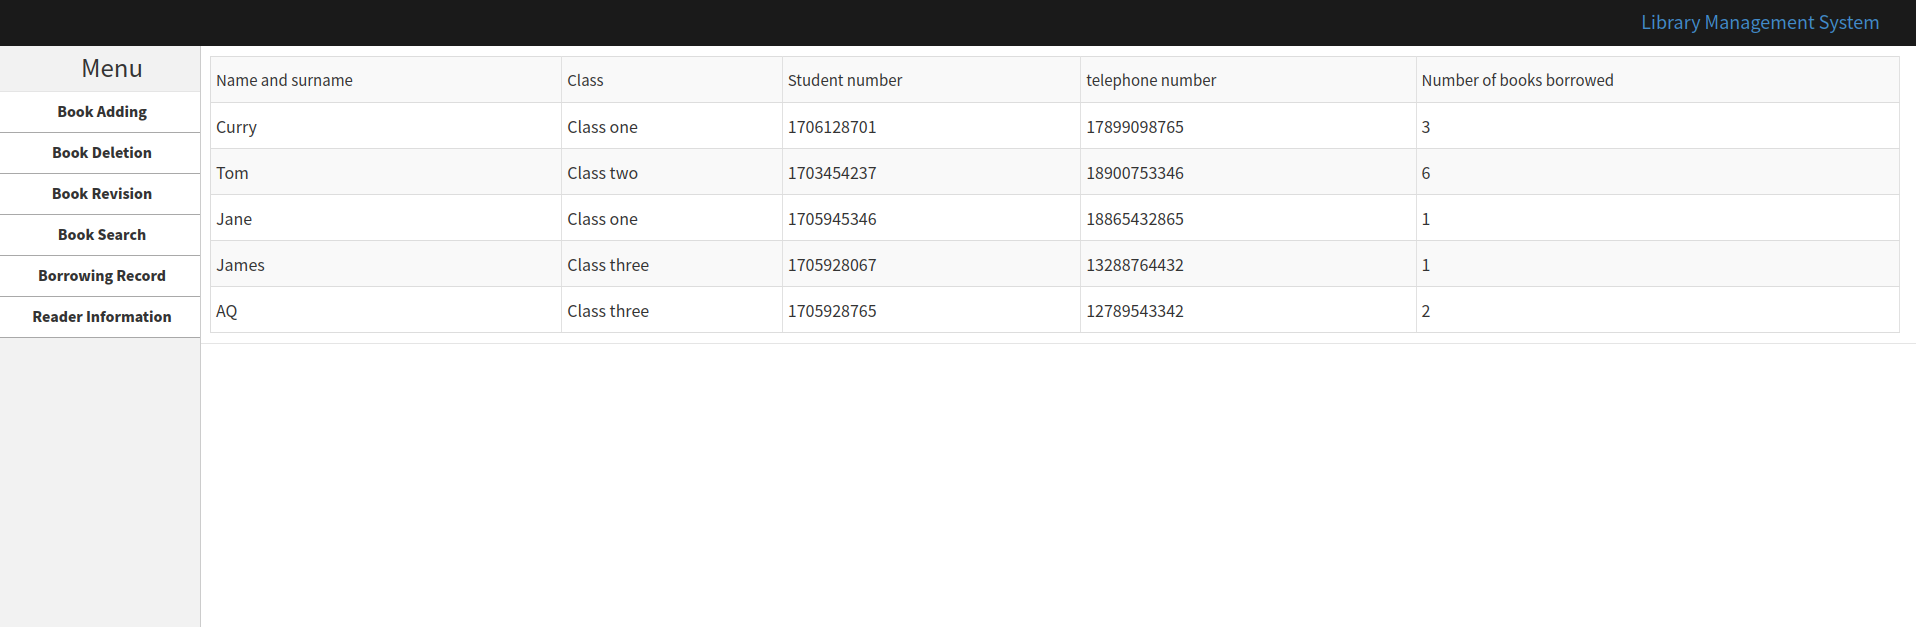 Library Management System
Menu
Book Adding
Book Deletion
Book Revision
Book Search
Borrowing Record
Reader Information
Name and surname Class Student number telephone number Number of books borrowed
Curry Class one 1706128701 17899098765 3
Tom Class two 1703454237 18900753346 6
Jane Class one 1705945346 18865432865 1
James Class three 1705928067 13288764432 1
AQ Class three 1705928765 12789543342 2